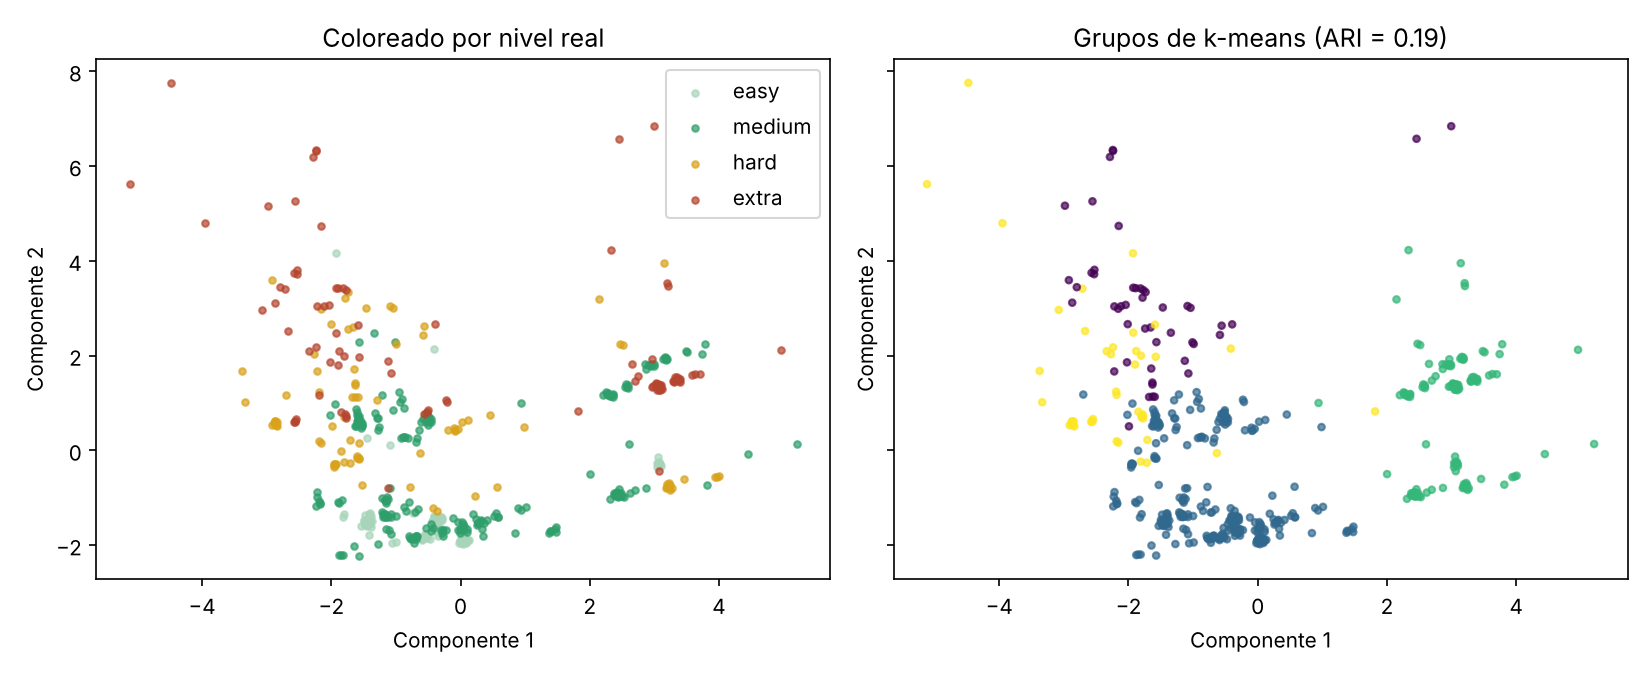 Coloreado por nivel real
easy
medium
hard
extra
8
6
4
2
0
−2
Componente 2
−4
−2
0
2
4
Componente 1
Grupos de k-means (ARI = 0.19)
Componente 2
−4
−2
0
2
4
Componente 1